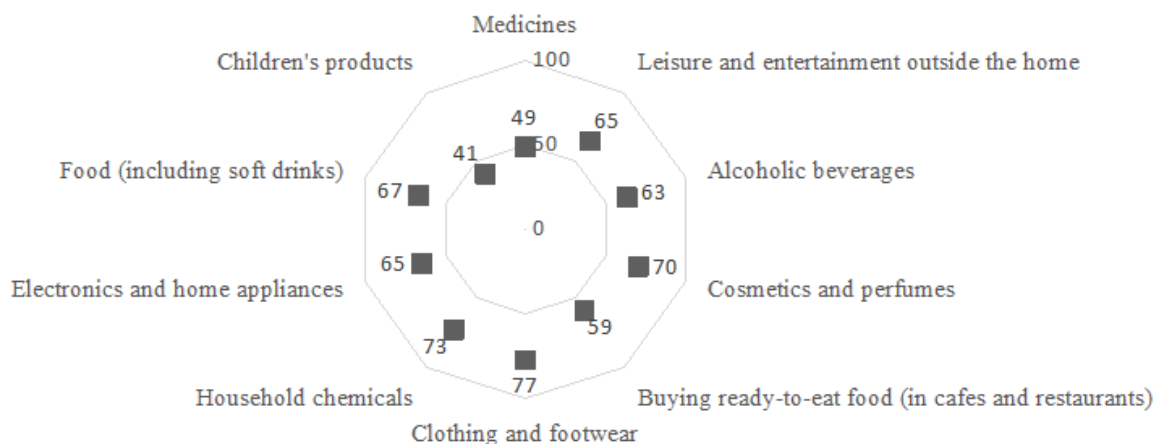 Medicines
Children's products
100
Leisure and entertainment outside the home
49
65
50
41
Food (including soft drinks)
67
63
Alcoholic beverages
0
Electronics and home appliances
65
70
Cosmetics and perfumes
59
73
77
Household chemicals
Buying ready-to-eat food (in cafes and restaurants)
Clothing and footwear